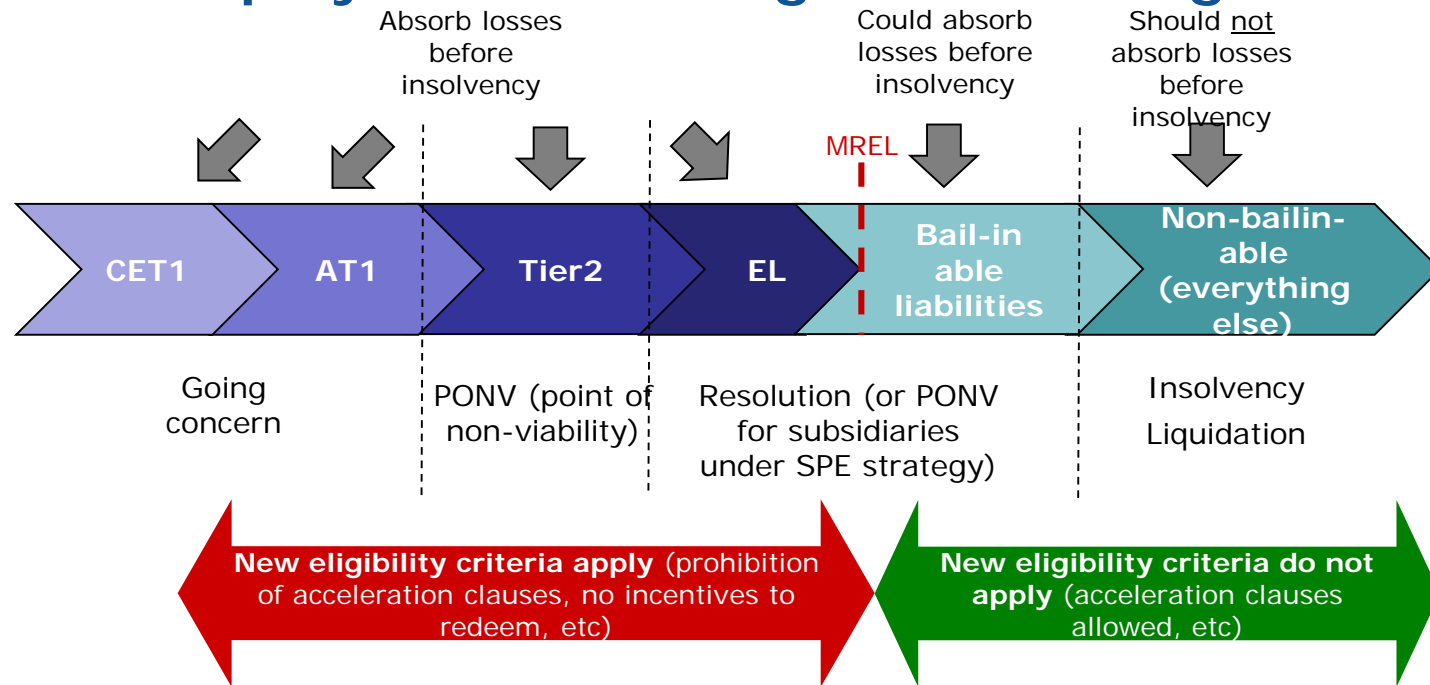 Absorb losses
before
insolvency
Could absorb
losses before
insolvency
Should not
absorb losses
before
insolvency
MREL
CET1
AT1
Tier2
EL
Bail-in
able
liabilities
Non-bailin-
able
(everything
else)
Going
concern
PONV (point of
non-viability)
Resolution (or PONV
for subsidiaries
under SPE strategy)
Insolvency
Liquidation
New eligibility criteria apply (prohibition
of acceleration clauses, no incentives to
redeem, etc)
New eligibility criteria do not
apply (acceleration clauses
allowed, etc)